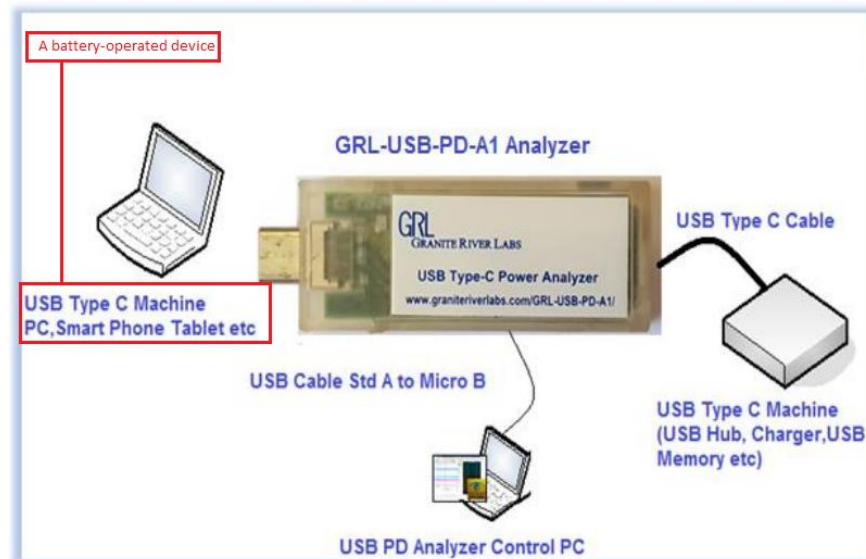 A battery-operated device
GRL-USB-PD-A1 Analyzer
GRL
GRANITE RIVER LABS
USB Type-C Power Analyzer
www.graniteriverlabs.com/GRL-USB-PD-A1/
USB Type C Cable
USB Type C Machine
PC,Smart Phone Tablet etc
USB Cable Std A to Micro B
USB Type C Machine
(USB Hub, Charger,USB
Memory etc)
USB PD Analyzer Control PC